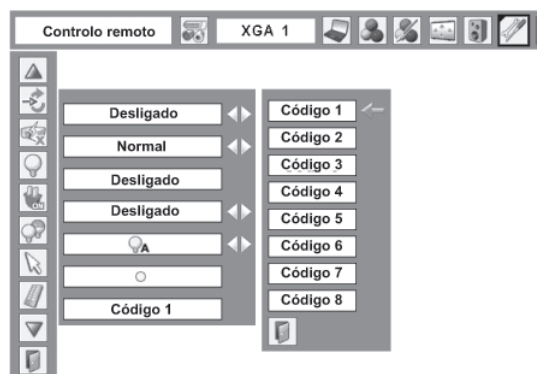 Controlo remoto
XGA 1
ON
Desligado
Normal
Desligado
Desligado
A
Código 1
Código 1
Código 2
Código 3
Código 4
Código 5
Código 6
Código 7
Código 8